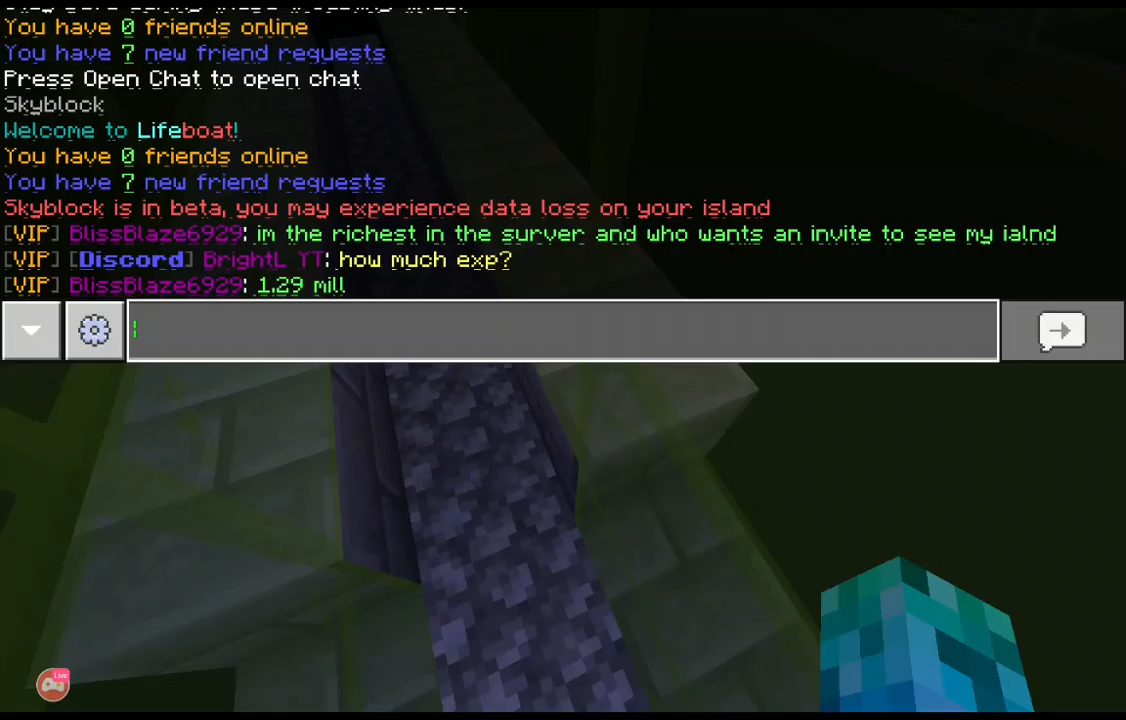 You have 0 friends online
You have 7 new friend requests
Press Open Chat to open chat
Skyblock
Welcome to Lifeboat!
You have 0 friends online
You have 7 new friend requests
Skyblock is in beta, you may experience data loss on your island
[VIP] BlissBlaze6929: im the richest in the surver and who wants an invite to see my ialnd
[VIP] [Discord] BrightL YT: how much exp?
[VIP] BlissBlaze6929: 1.29 mill
Live